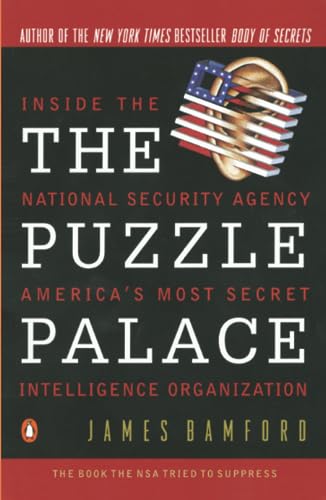 AUTHOR OF THE NEW YORK TIMES BESTSELLER BODY OF SECRETS
INSIDE THE
THE
NATIONAL SECURITY AGENCY
PUZZLE
AMERICA'S MOST SECRET
PALACE
INTELLIGENCE ORGANIZATION
JAMES BAMFORD
THE BOOK THE NSA TRIED TO SUPPRESS